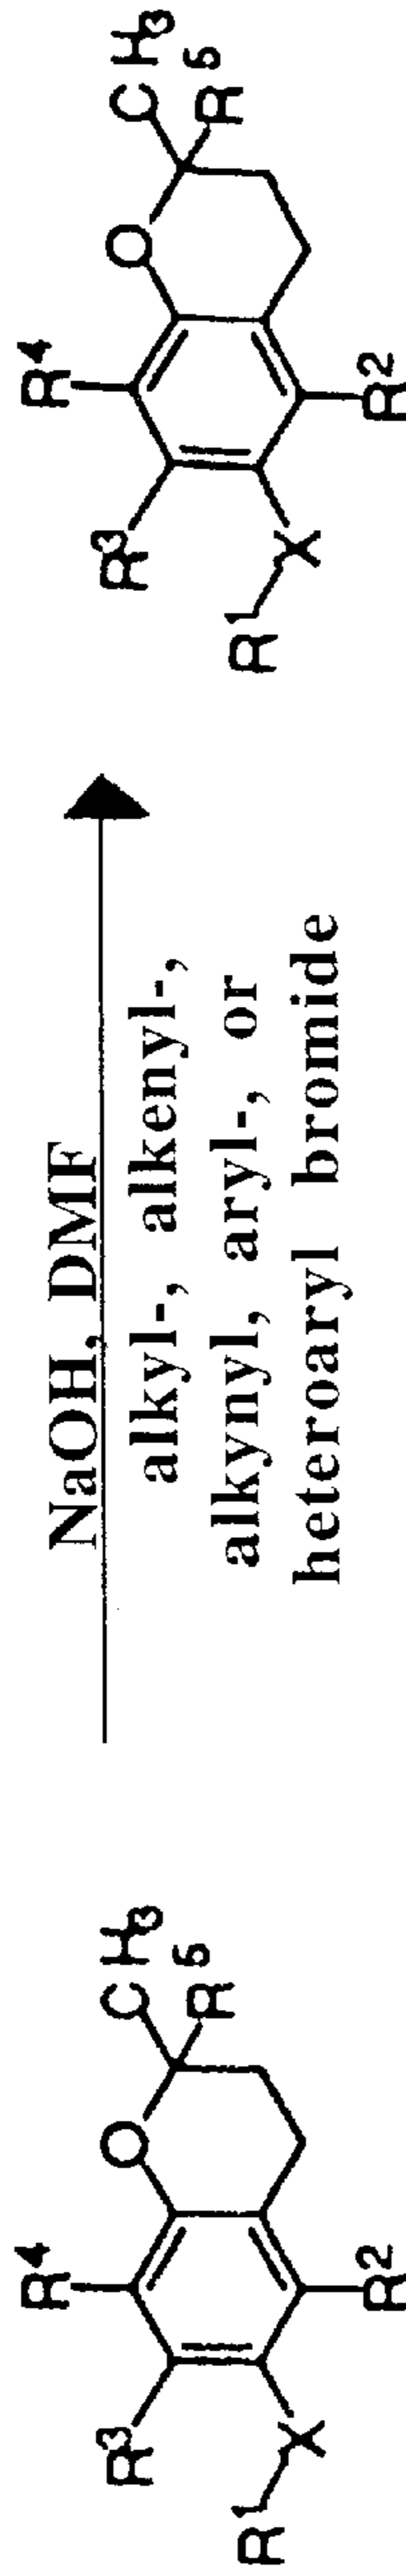 R⁴
R³
O
CH₃
R⁵
R¹
X
R²
NaOH, DMF
alkyl-, alkenyl-,
alkynyl, aryl-, or
heteroaryl bromide
R⁴
R³
O
CH₃
R⁵
R¹
X
R²